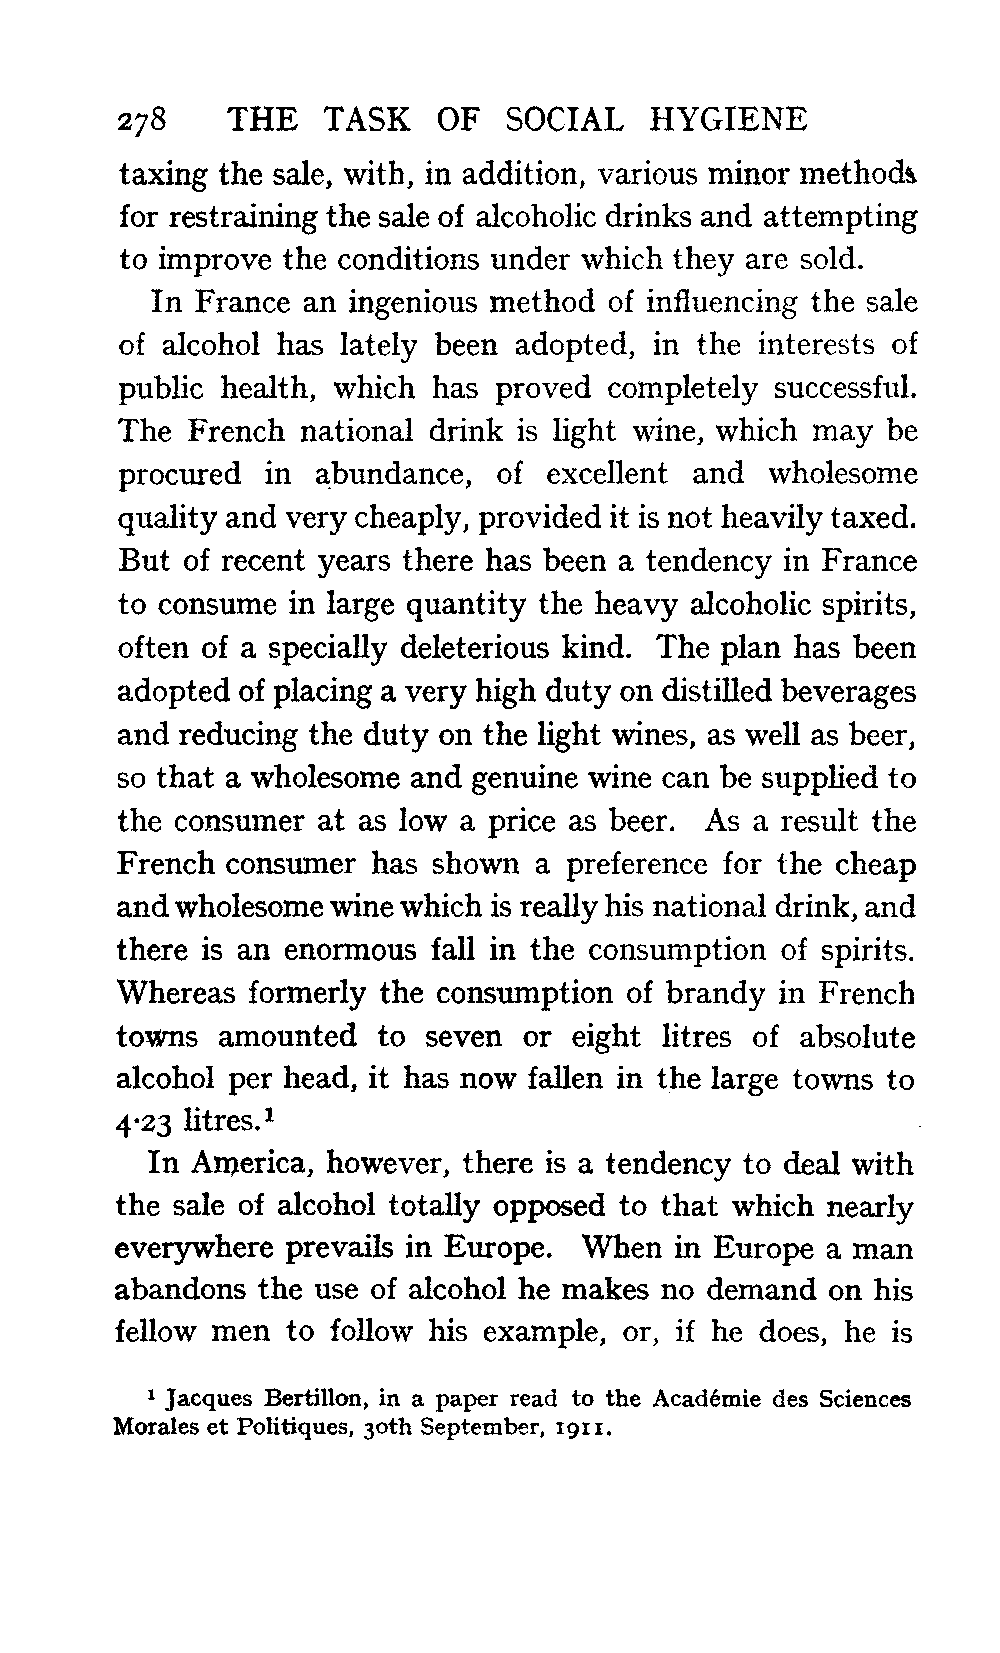 278 THE TASK OF SOCIAL HYGIENE
taxing the sale, with, in addition, various minor methods
for restraining the sale of alcoholic drinks and attempting
to improve the conditions under which they are sold.
In France an ingenious method of influencing the sale
of alcohol has lately been adopted, in the interests of
public health, which has proved completely successful.
The French national drink is light wine, which may be
procured in abundance, of excellent and wholesome
quality and very cheaply, provided it is not heavily taxed.
But of recent years there has been a tendency in France
to consume in large quantity the heavy alcoholic spirits,
often of a specially deleterious kind. The plan has been
adopted of placing a very high duty on distilled beverages
and reducing the duty on the light wines, as well as beer,
so that a wholesome and genuine wine can be supplied to
the consumer at as low a price as beer. As a result the
French consumer has shown a preference for the cheap
and wholesome wine which is really his national drink, and
there is an enormous fall in the consumption of spirits.
Whereas formerly the consumption of brandy in French
towns amounted to seven or eight litres of absolute
alcohol per head, it has now fallen in the large towns to
4·23 litres.¹
In America, however, there is a tendency to deal with
the sale of alcohol totally opposed to that which nearly
everywhere prevails in Europe. When in Europe a man
abandons the use of alcohol he makes no demand on his
fellow men to follow his example, or, if he does, he is
¹ Jacques Bertillon, in a paper read to the Académie des Sciences
Morales et Politiques, 30th September, 1911.